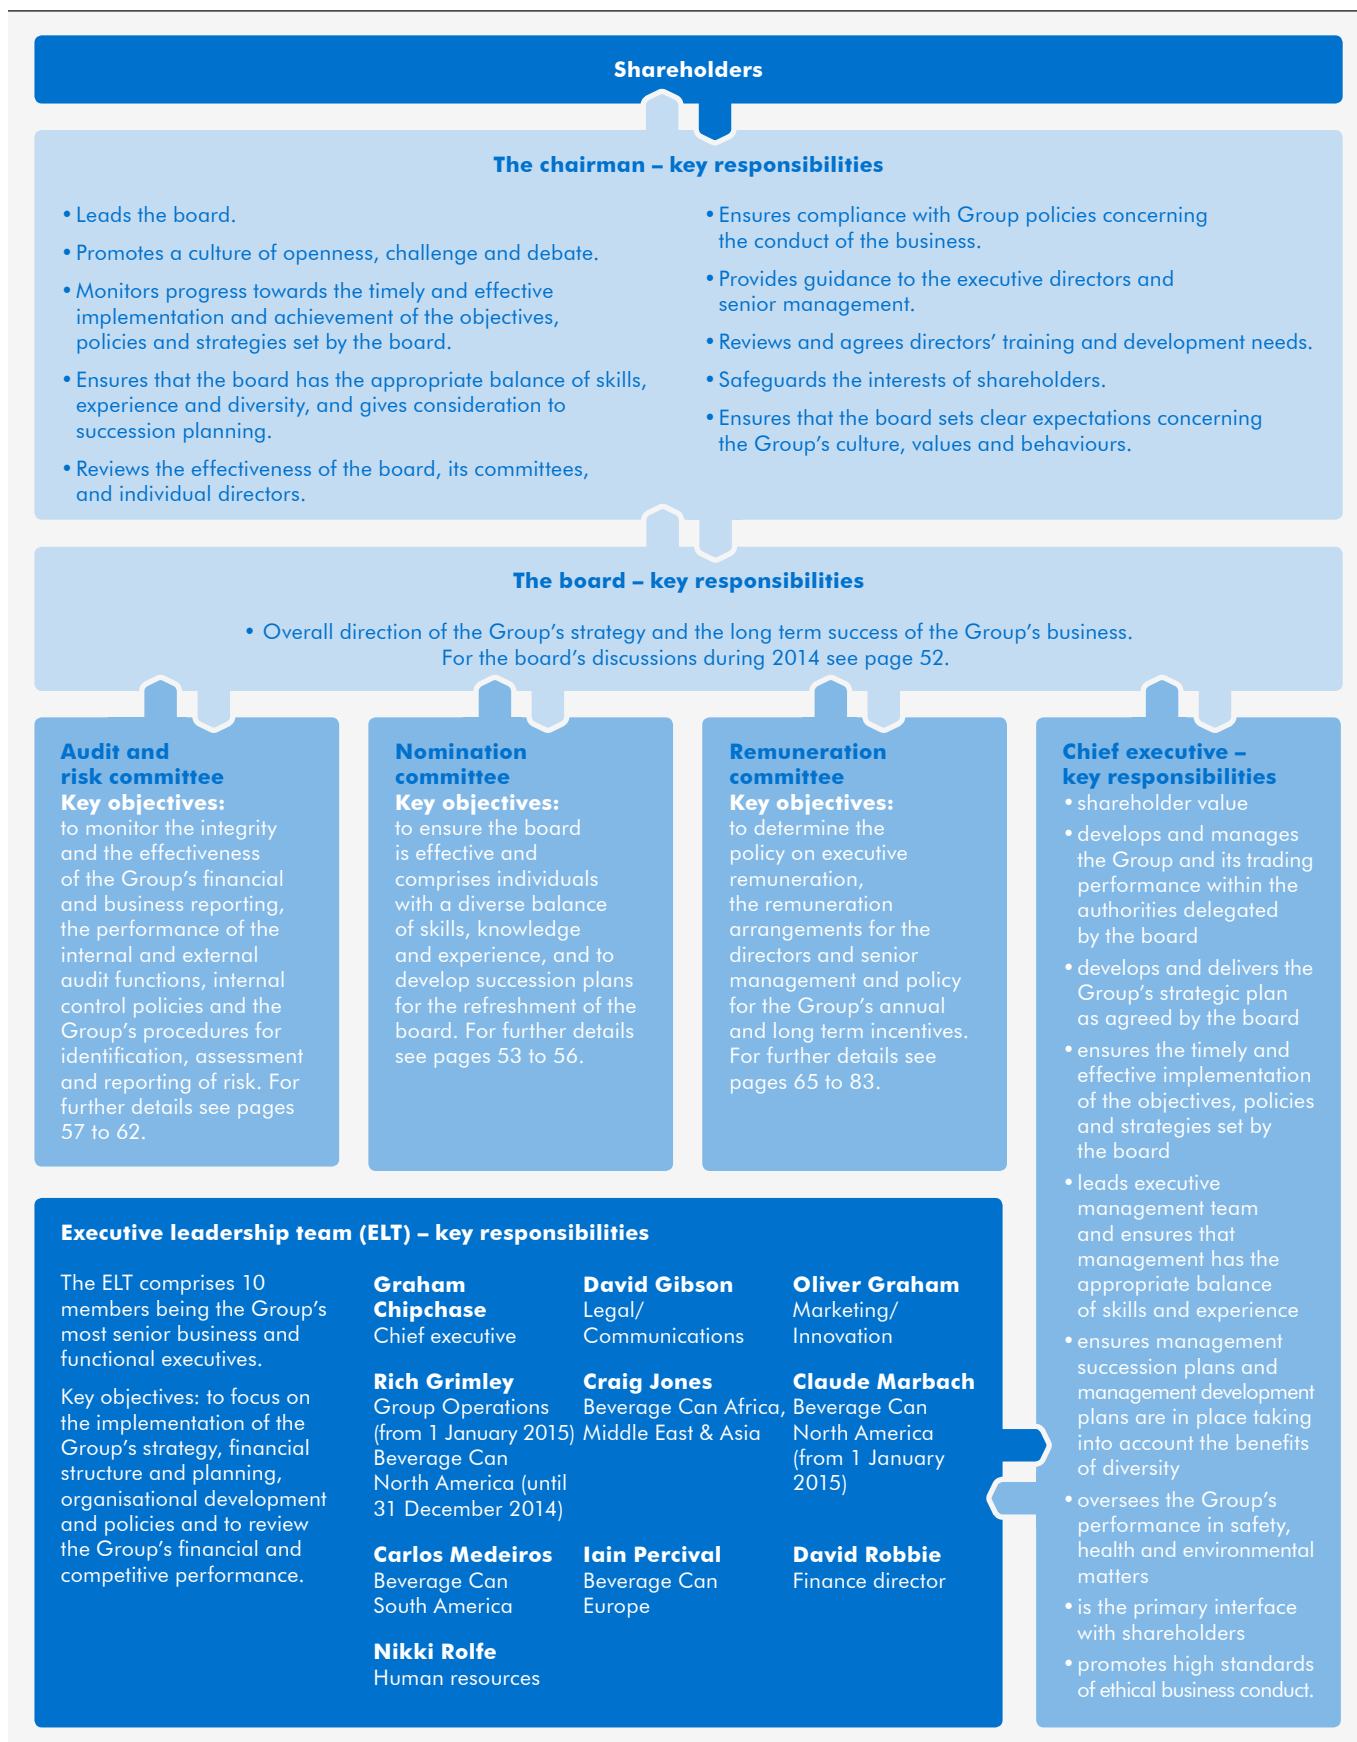 Shareholders
The chairman – key responsibilities
• Leads the board.
• Promotes a culture of openness, challenge and debate.
• Monitors progress towards the timely and effective
implementation and achievement of the objectives,
policies and strategies set by the board.
• Ensures that the board has the appropriate balance of skills,
experience and diversity, and gives consideration to
succession planning.
• Reviews the effectiveness of the board, its committees,
and individual directors.
• Ensures compliance with Group policies concerning
the conduct of the business.
• Provides guidance to the executive directors and
senior management.
• Reviews and agrees directors’ training and development needs.
• Safeguards the interests of shareholders.
• Ensures that the board sets clear expectations concerning
the Group’s culture, values and behaviours.
The board – key responsibilities
• Overall direction of the Group’s strategy and the long term success of the Group’s business.
For the board’s discussions during 2014 see page 52.
Audit and
risk committee
Key objectives:
to monitor the integrity
and the effectiveness
of the Group’s financial
and business reporting,
the performance of the
internal and external
audit functions, internal
control policies and the
Group’s procedures for
identification, assessment
and reporting of risk. For
further details see pages
57 to 62.
Nomination
committee
Key objectives:
to ensure the board
is effective and
comprises individuals
with a diverse balance
of skills, knowledge
and experience, and to
develop succession plans
for the refreshment of the
board. For further details
see pages 53 to 56.
Remuneration
committee
Key objectives:
to determine the
policy on executive
remuneration,
the remuneration
arrangements for the
directors and senior
management and policy
for the Group’s annual
and long term incentives.
For further details see
pages 65 to 83.
Chief executive –
key responsibilities
• shareholder value
• develops and manages
the Group and its trading
performance within the
authorities delegated
by the board
• develops and delivers the
Group’s strategic plan
as agreed by the board
• ensures the timely and
effective implementation
of the objectives, policies
and strategies set by
the board
• leads executive
management team
and ensures that
management has the
appropriate balance
of skills and experience
• ensures management
succession plans and
management development
plans are in place taking
into account the benefits
of diversity
• oversees the Group’s
performance in safety,
health and environmental
matters
• is the primary interface
with shareholders
• promotes high standards
of ethical business conduct.
Executive leadership team (ELT) – key responsibilities
The ELT comprises 10
members being the Group’s
most senior business and
functional executives.
Key objectives: to focus on
the implementation of the
Group’s strategy, financial
structure and planning,
organisational development
and policies and to review
the Group’s financial and
competitive performance.
Graham
Chipchase
Chief executive
David Gibson
Legal/
Communications
Oliver Graham
Marketing/
Innovation
Rich Grimley
Group Operations
(from 1 January 2015)
Beverage Can
North America (until
31 December 2014)
Craig Jones
Beverage Can Africa,
Middle East & Asia
Claude Marbach
Beverage Can
North America
(from 1 January
2015)
Carlos Medeiros
Beverage Can
South America
Iain Percival
Beverage Can
Europe
David Robbie
Finance director
Nikki Rolfe
Human resources